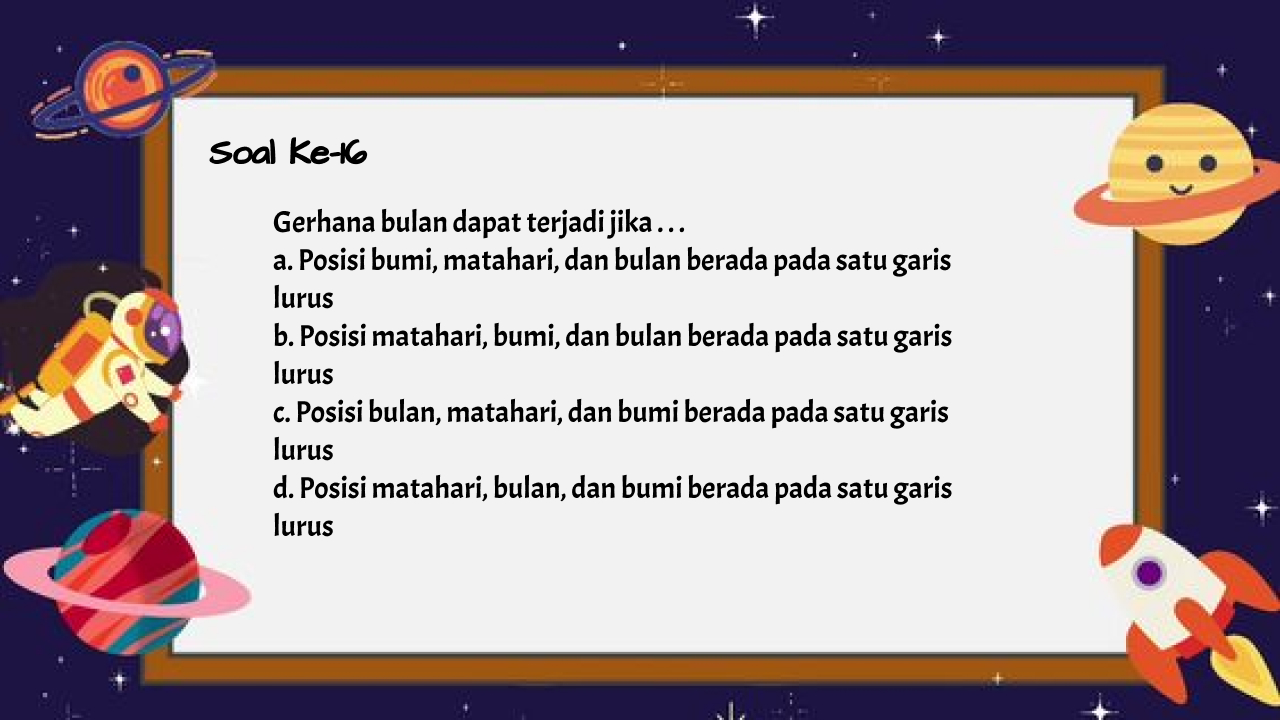 Soal Ke-16
Gerhana bulan dapat terjadi jika . . .
a. Posisi bumi, matahari, dan bulan berada pada satu garis
lurus
b. Posisi matahari, bumi, dan bulan berada pada satu garis
lurus
c. Posisi bulan, matahari, dan bumi berada pada satu garis
lurus
d. Posisi matahari, bulan, dan bumi berada pada satu garis
lurus